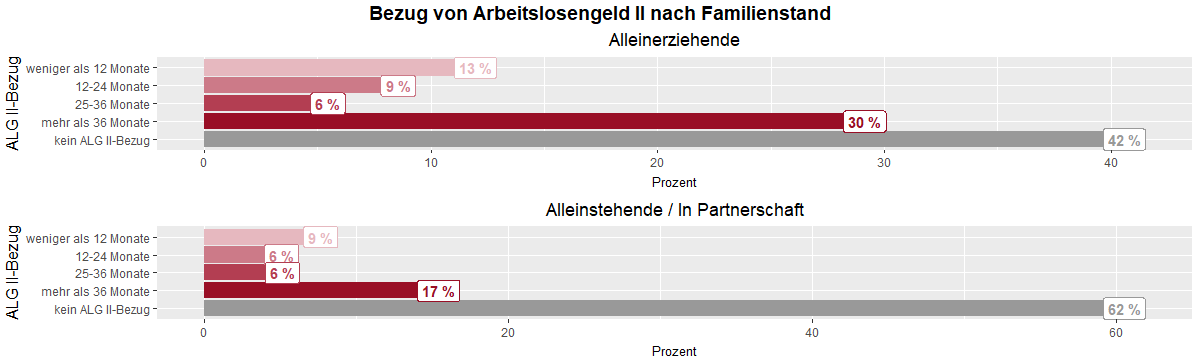 Bezug von Arbeitslosengeld II nach Familienstand
Alleinerziehende
ALG II-Bezug
weniger als 12 Monate
13 %
12-24 Monate
9 %
25-36 Monate
6 %
mehr als 36 Monate
30 %
kein ALG II-Bezug
42 %
0 10 20 30 40
Prozent
Alleinstehende / In Partnerschaft
ALG II-Bezug
weniger als 12 Monate
9 %
12-24 Monate
6 %
25-36 Monate
6 %
mehr als 36 Monate
17 %
kein ALG II-Bezug
62 %
0 20 40 60
Prozent